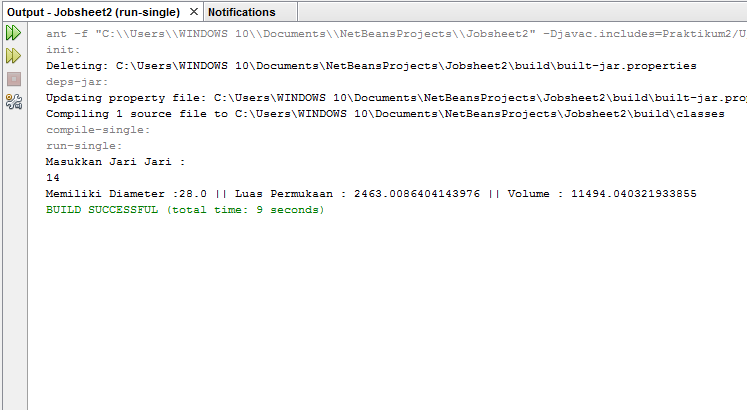 Output - Jobsheet2 (run-single) × Notifications
ant -f "C:\\Users\\WINDOWS 10\\Documents\\NetBeansProjects\\Jobsheet2" -Djavac.includes=Praktikum2/U
init:
Deleting: C:\Users\WINDOWS 10\Documents\NetBeansProjects\Jobsheet2\build\built-jar.properties
deps-jar:
Updating property file: C:\Users\WINDOWS 10\Documents\NetBeansProjects\Jobsheet2\build\built-jar.prop
Compiling 1 source file to C:\Users\WINDOWS 10\Documents\NetBeansProjects\Jobsheet2\build\classes
compile-single:
run-single:
Masukkan Jari Jari :
14
Memiliki Diameter :28.0 || Luas Permukaan : 2463.0086404143976 || Volume : 11494.040321933855
BUILD SUCCESSFUL (total time: 9 seconds)